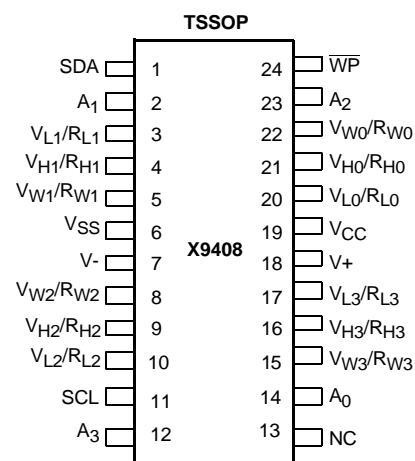 TSSOP
SDA 1 24 WP
A1 2 23 A2
VL1/RL1 3 22 VW0/RW0
VH1/RH1 4 21 VH0/RH0
VW1/RW1 5 20 VL0/RL0
VSS 6 19 VCC
X9408
V- 7 18 V+
VW2/RW2 8 17 VL3/RL3
VH2/RH2 9 16 VH3/RH3
VL2/RL2 10 15 VW3/RW3
SCL 11 14 A0
A3 12 13 NC